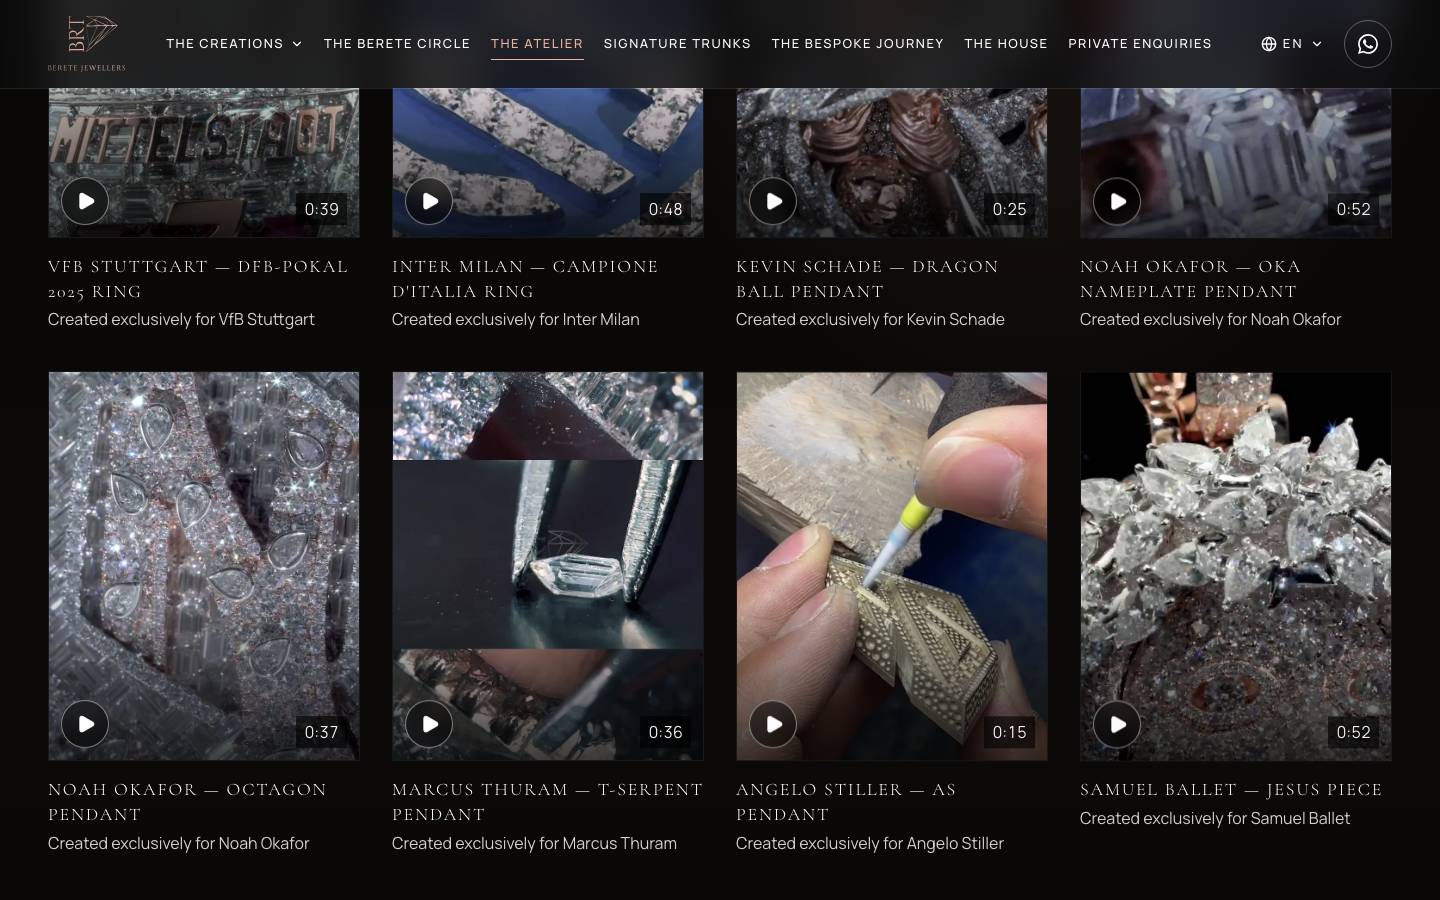 BRT
BERETE JEWELLERS
THE CREATIONS
THE BERETE CIRCLE
THE ATELIER
SIGNATURE TRUNKS
THE BESPOKE JOURNEY
THE HOUSE
PRIVATE ENQUIRIES
EN
MITTELSTADT
0:39
0:48
0:25
0:52
VFB STUTTGART — DFB-POKAL
2025 RING
Created exclusively for VfB Stuttgart
INTER MILAN — CAMPIONE
D'ITALIA RING
Created exclusively for Inter Milan
KEVIN SCHADE — DRAGON
BALL PENDANT
Created exclusively for Kevin Schade
NOAH OKAFOR — OKA
NAMEPLATE PENDANT
Created exclusively for Noah Okafor
0:37
0:36
0:15
0:52
NOAH OKAFOR — OCTAGON
PENDANT
Created exclusively for Noah Okafor
MARCUS THURAM — T-SERPENT
PENDANT
Created exclusively for Marcus Thuram
ANGELO STILLER — AS
PENDANT
Created exclusively for Angelo Stiller
SAMUEL BALLET — JESUS PIECE
Created exclusively for Samuel Ballet